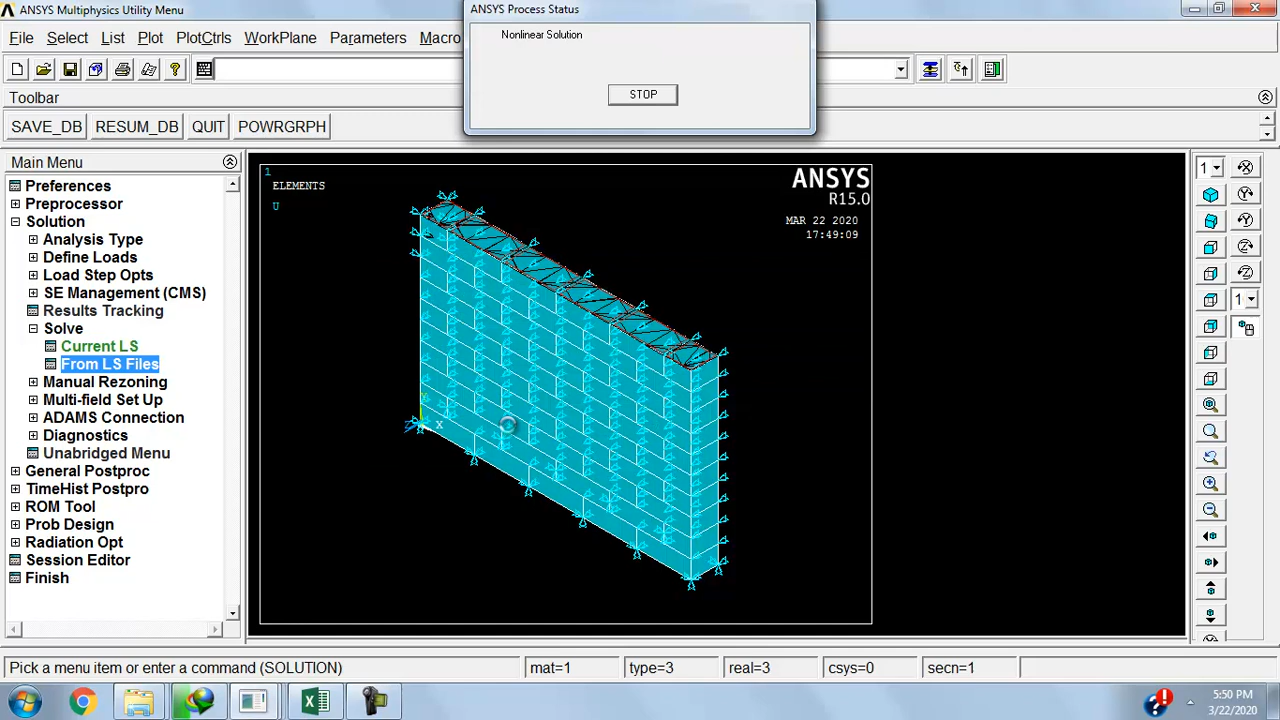 ANSYS Multiphysics Utility Menu
ANSYS Process Status
Nonlinear Solution
STOP
File Select List Plot PlotCtrls WorkPlane Parameters Macro
Toolbar
SAVE_DB RESUM_DB QUIT POWRGRPH
Main Menu
Preferences
Preprocessor
Solution
Analysis Type
Define Loads
Load Step Opts
SE Management (CMS)
Results Tracking
Solve
Current LS
From LS Files
Manual Rezoning
Multi-field Set Up
ADAMS Connection
Diagnostics
Unabridged Menu
General Postproc
TimeHist Postpro
ROM Tool
Prob Design
Radiation Opt
Session Editor
Finish
1
ELEMENTS
U
ANSYS
R15.0
MAR 22 2020
17:49:09
Z X
1
1
Pick a menu item or enter a command (SOLUTION) mat=1 type=3 real=3 csys=0 secn=1
5:50 PM
3/22/2020